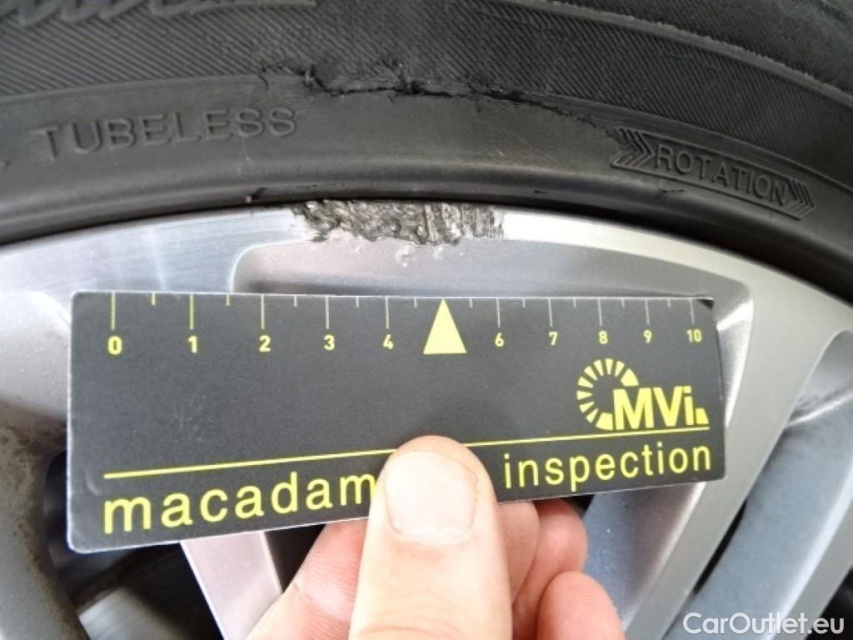 TUBELESS
ROTATION
0 1 2 3 4 6 7 8 9 10
MVi
macadam inspection
CarOutlet.eu